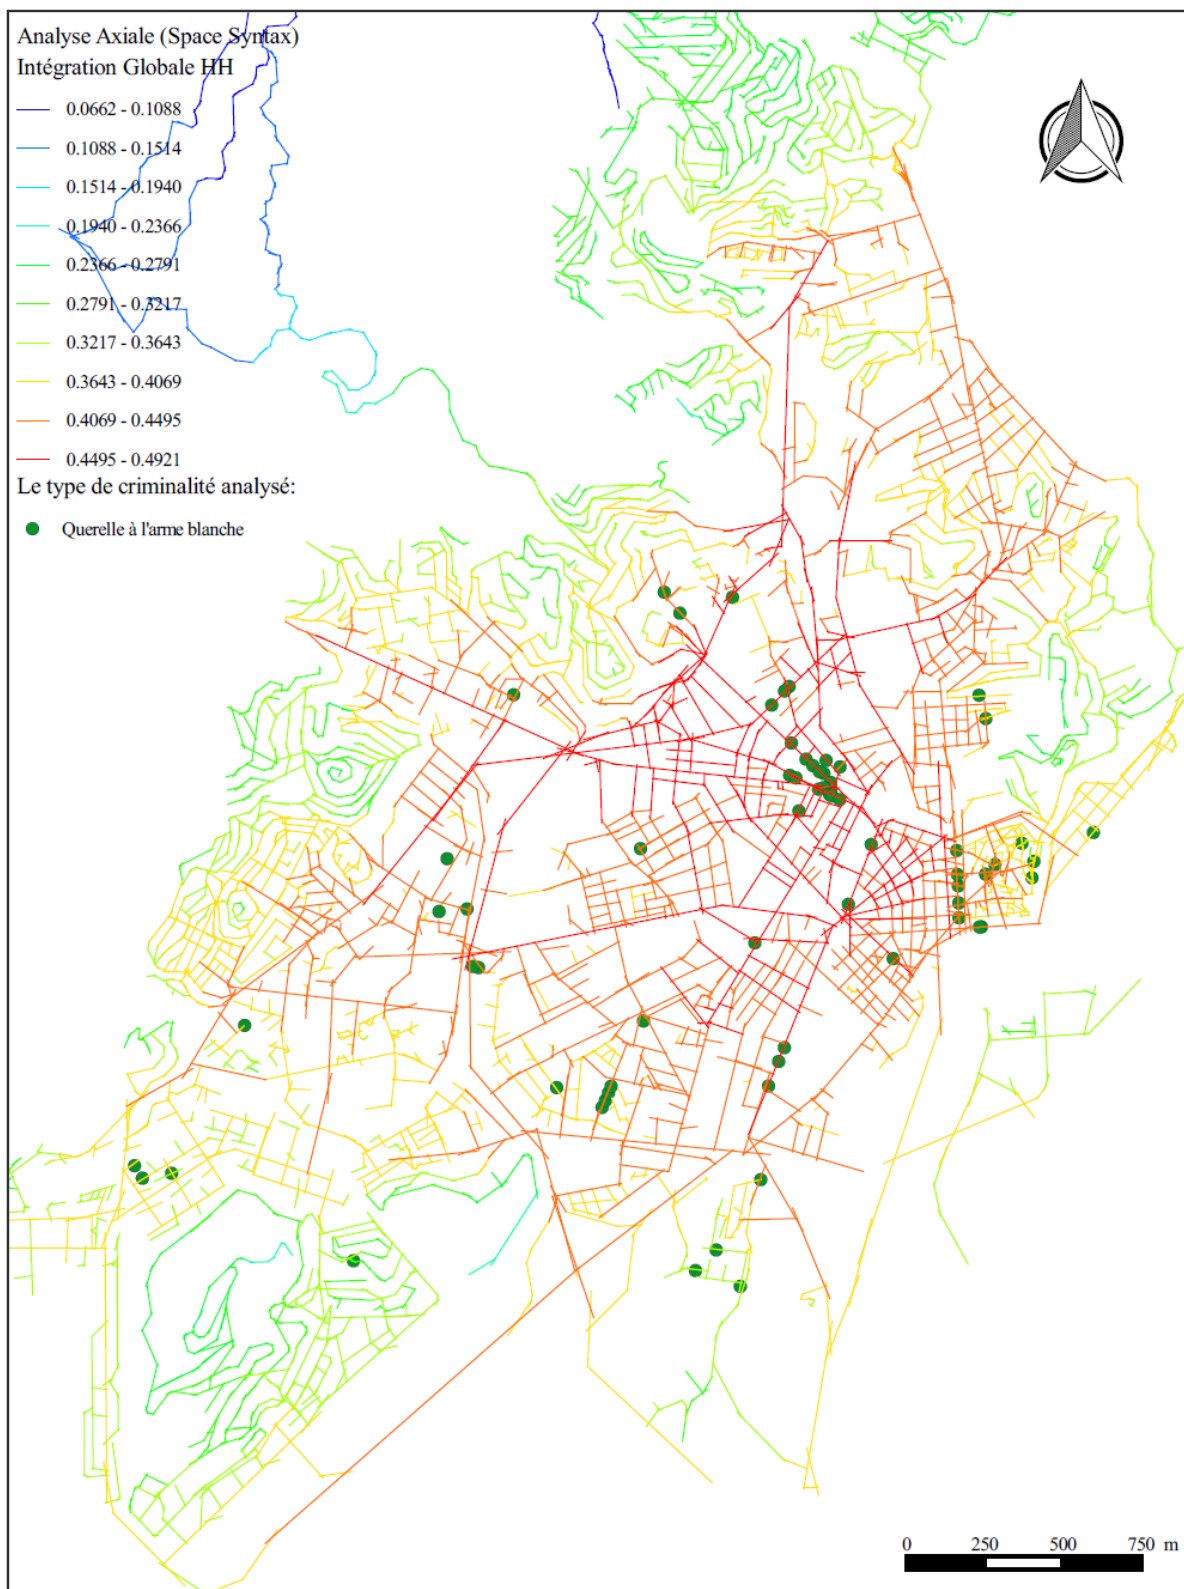 Analyse Axiale (Space Syntax)
Intégration Globale HH
0.0662 - 0.1088
0.1088 - 0.1514
0.1514 - 0.1940
0.1940 - 0.2366
0.2366 - 0.2791
0.2791 - 0.3217
0.3217 - 0.3643
0.3643 - 0.4069
0.4069 - 0.4495
0.4495 - 0.4921
Le type de criminalité analysé:
Querelle à l'arme blanche
0 250 500 750 m